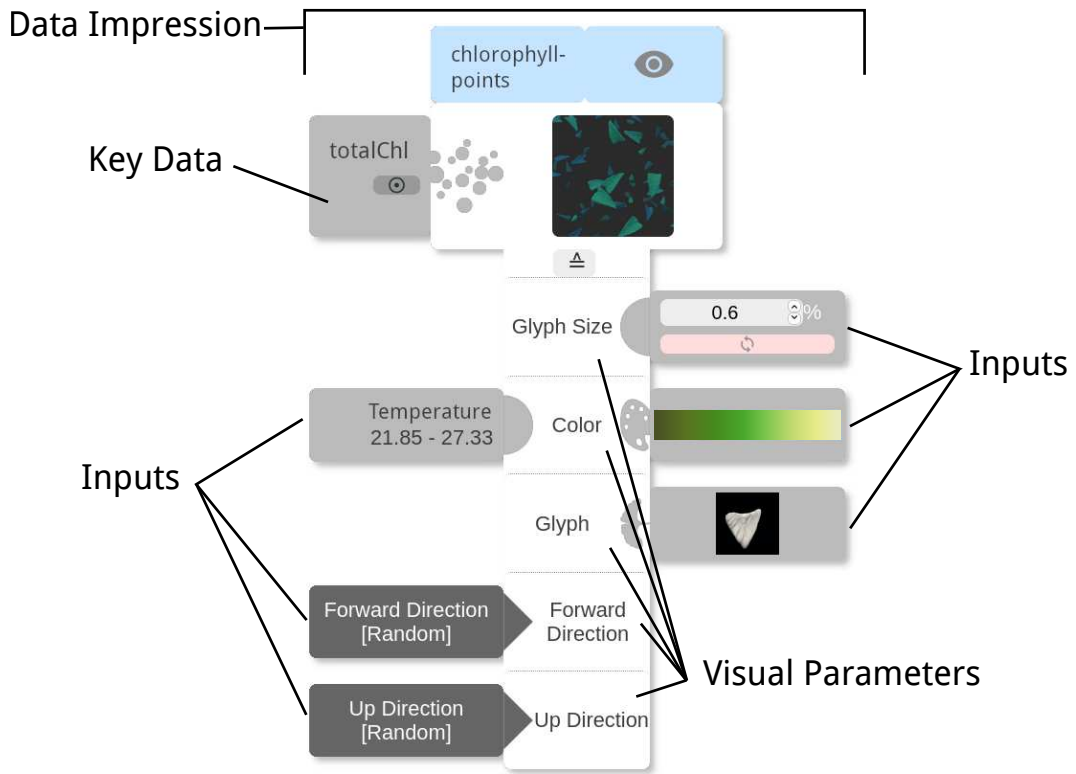 Data Impression
chlorophyll-
points
totalChl
Key Data
Glyph Size
0.6
%
Inputs
Temperature
21.85 - 27.33
Color
Inputs
Glyph
Forward Direction
[Random]
Forward
Direction
Visual Parameters
Up Direction
[Random]
Up Direction